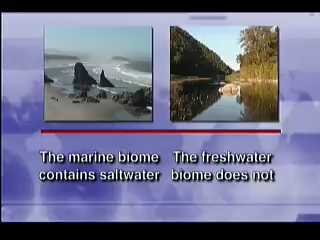 The marine biome
contains saltwater
The freshwater
biome does not